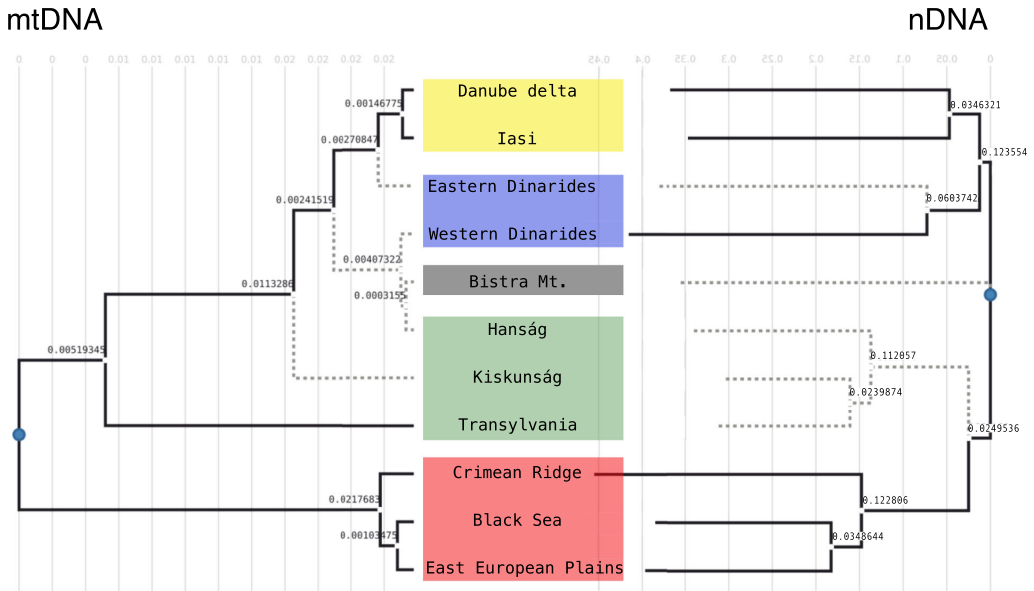 mtDNA nDNA
0 0 0 0.01 0.01 0.01 0.01 0.01 0.02 0.02 0.02 0.02 0.45 0.4 0.35 0.3 0.25 0.2 0.15 0.1 0.05 0
Danube delta
0.00146775 0.0346321
Iasi
0.00270847 0.123554
Eastern Dinarides
0.00241519 0.0603742
Western Dinarides
0.00407322
Bistra Mt.
0.0113286 0.0003155
Hanság
0.00519345 0.112057
Kiskunság
0.0239874
Transylvania
0.0249536
Crimean Ridge
0.0217683 0.122806
Black Sea
0.00103475 0.0348644
East European Plains